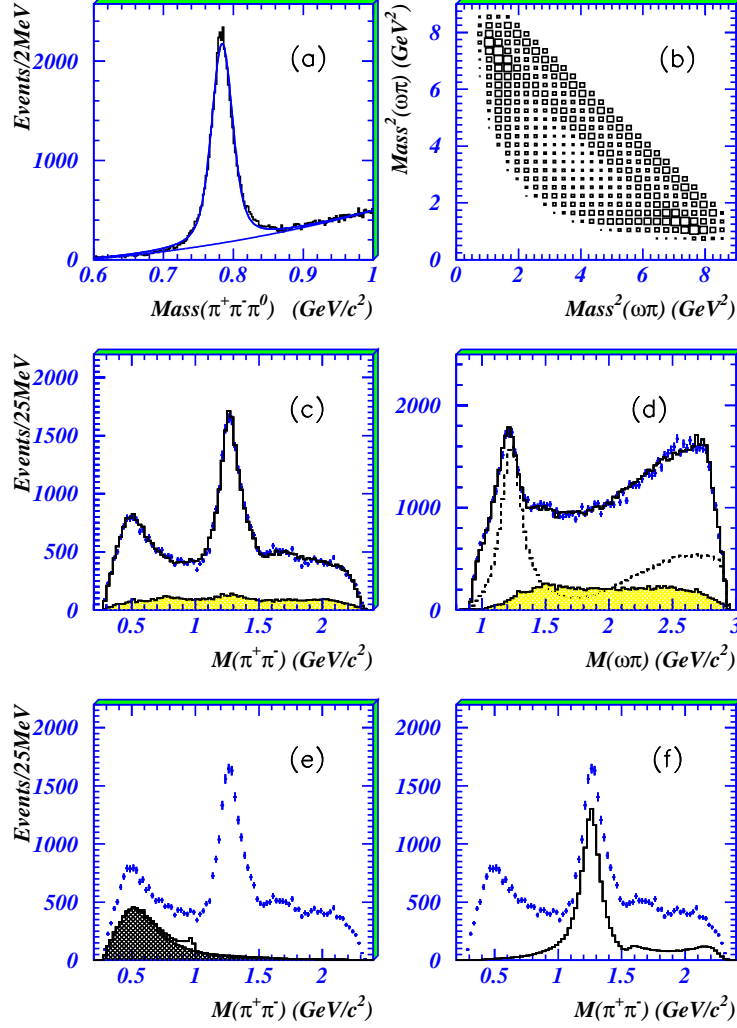 Events/2MeV
2000
1000
0
0.6 0.7 0.8 0.9 1
Mass(π⁺π⁻π⁰) (GeV/c²)
(a)
Mass²(ωπ) (GeV²)
8
6
4
2
0
0 2 4 6 8
Mass²(ωπ) (GeV²)
(b)
Events/25MeV
2000
1500
1000
500
0
0.5 1 1.5 2
M(π⁺π⁻) (GeV/c²)
(c)
2000
1000
0
1 1.5 2 2.5 3
M(ωπ) (GeV/c²)
(d)
Events/25MeV
2000
1500
1000
500
0
0.5 1 1.5 2
M(π⁺π⁻) (GeV/c²)
(e)
2000
1500
1000
500
0
0.5 1 1.5 2
M(π⁺π⁻) (GeV/c²)
(f)